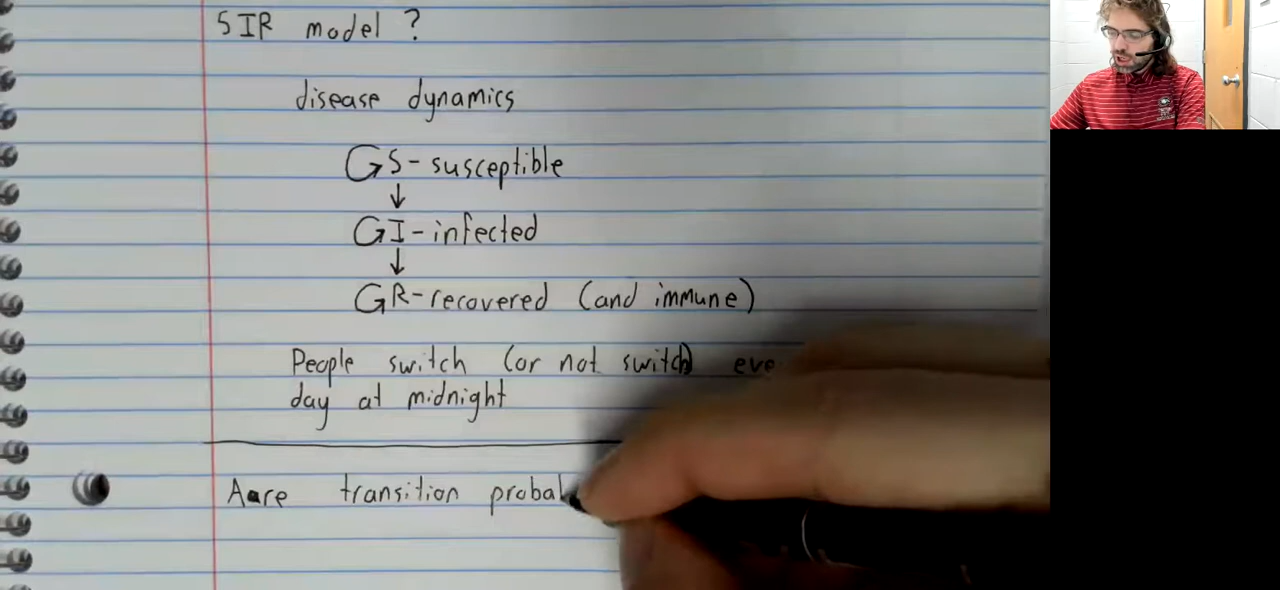 SIR model ?
disease dynamics
S - susceptible
↓
I - infected
↓
R - recovered (and immune)
People switch (or not switch)
day at midnight
Are transition